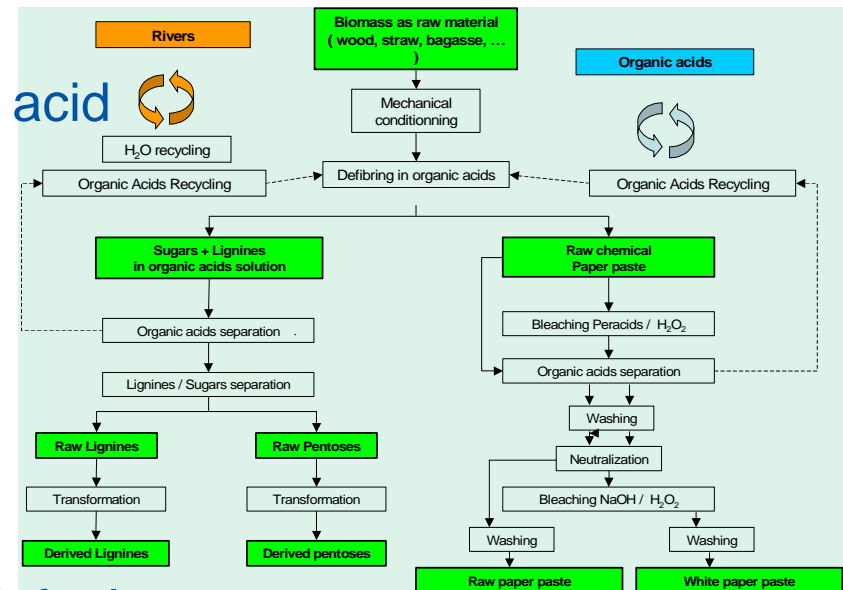 Biomass as raw material
( wood, straw, bagasse, …
)
Rivers
Organic acids
acid
Mechanical
conditionning
H₂O recycling
Organic Acids Recycling
Defibring in organic acids
Organic Acids Recycling
Sugars + Lignines
in organic acids solution
Raw chemical
Paper paste
Organic acids separation .
Bleaching Peracids / H₂O₂
Lignines / Sugars separation
Organic acids separation
Washing
Raw Lignines
Raw Pentoses
Neutralization
Transformation
Transformation
Bleaching NaOH / H₂O₂
Derived Lignines
Derived pentoses
Washing
Washing
Raw paper paste
White paper paste